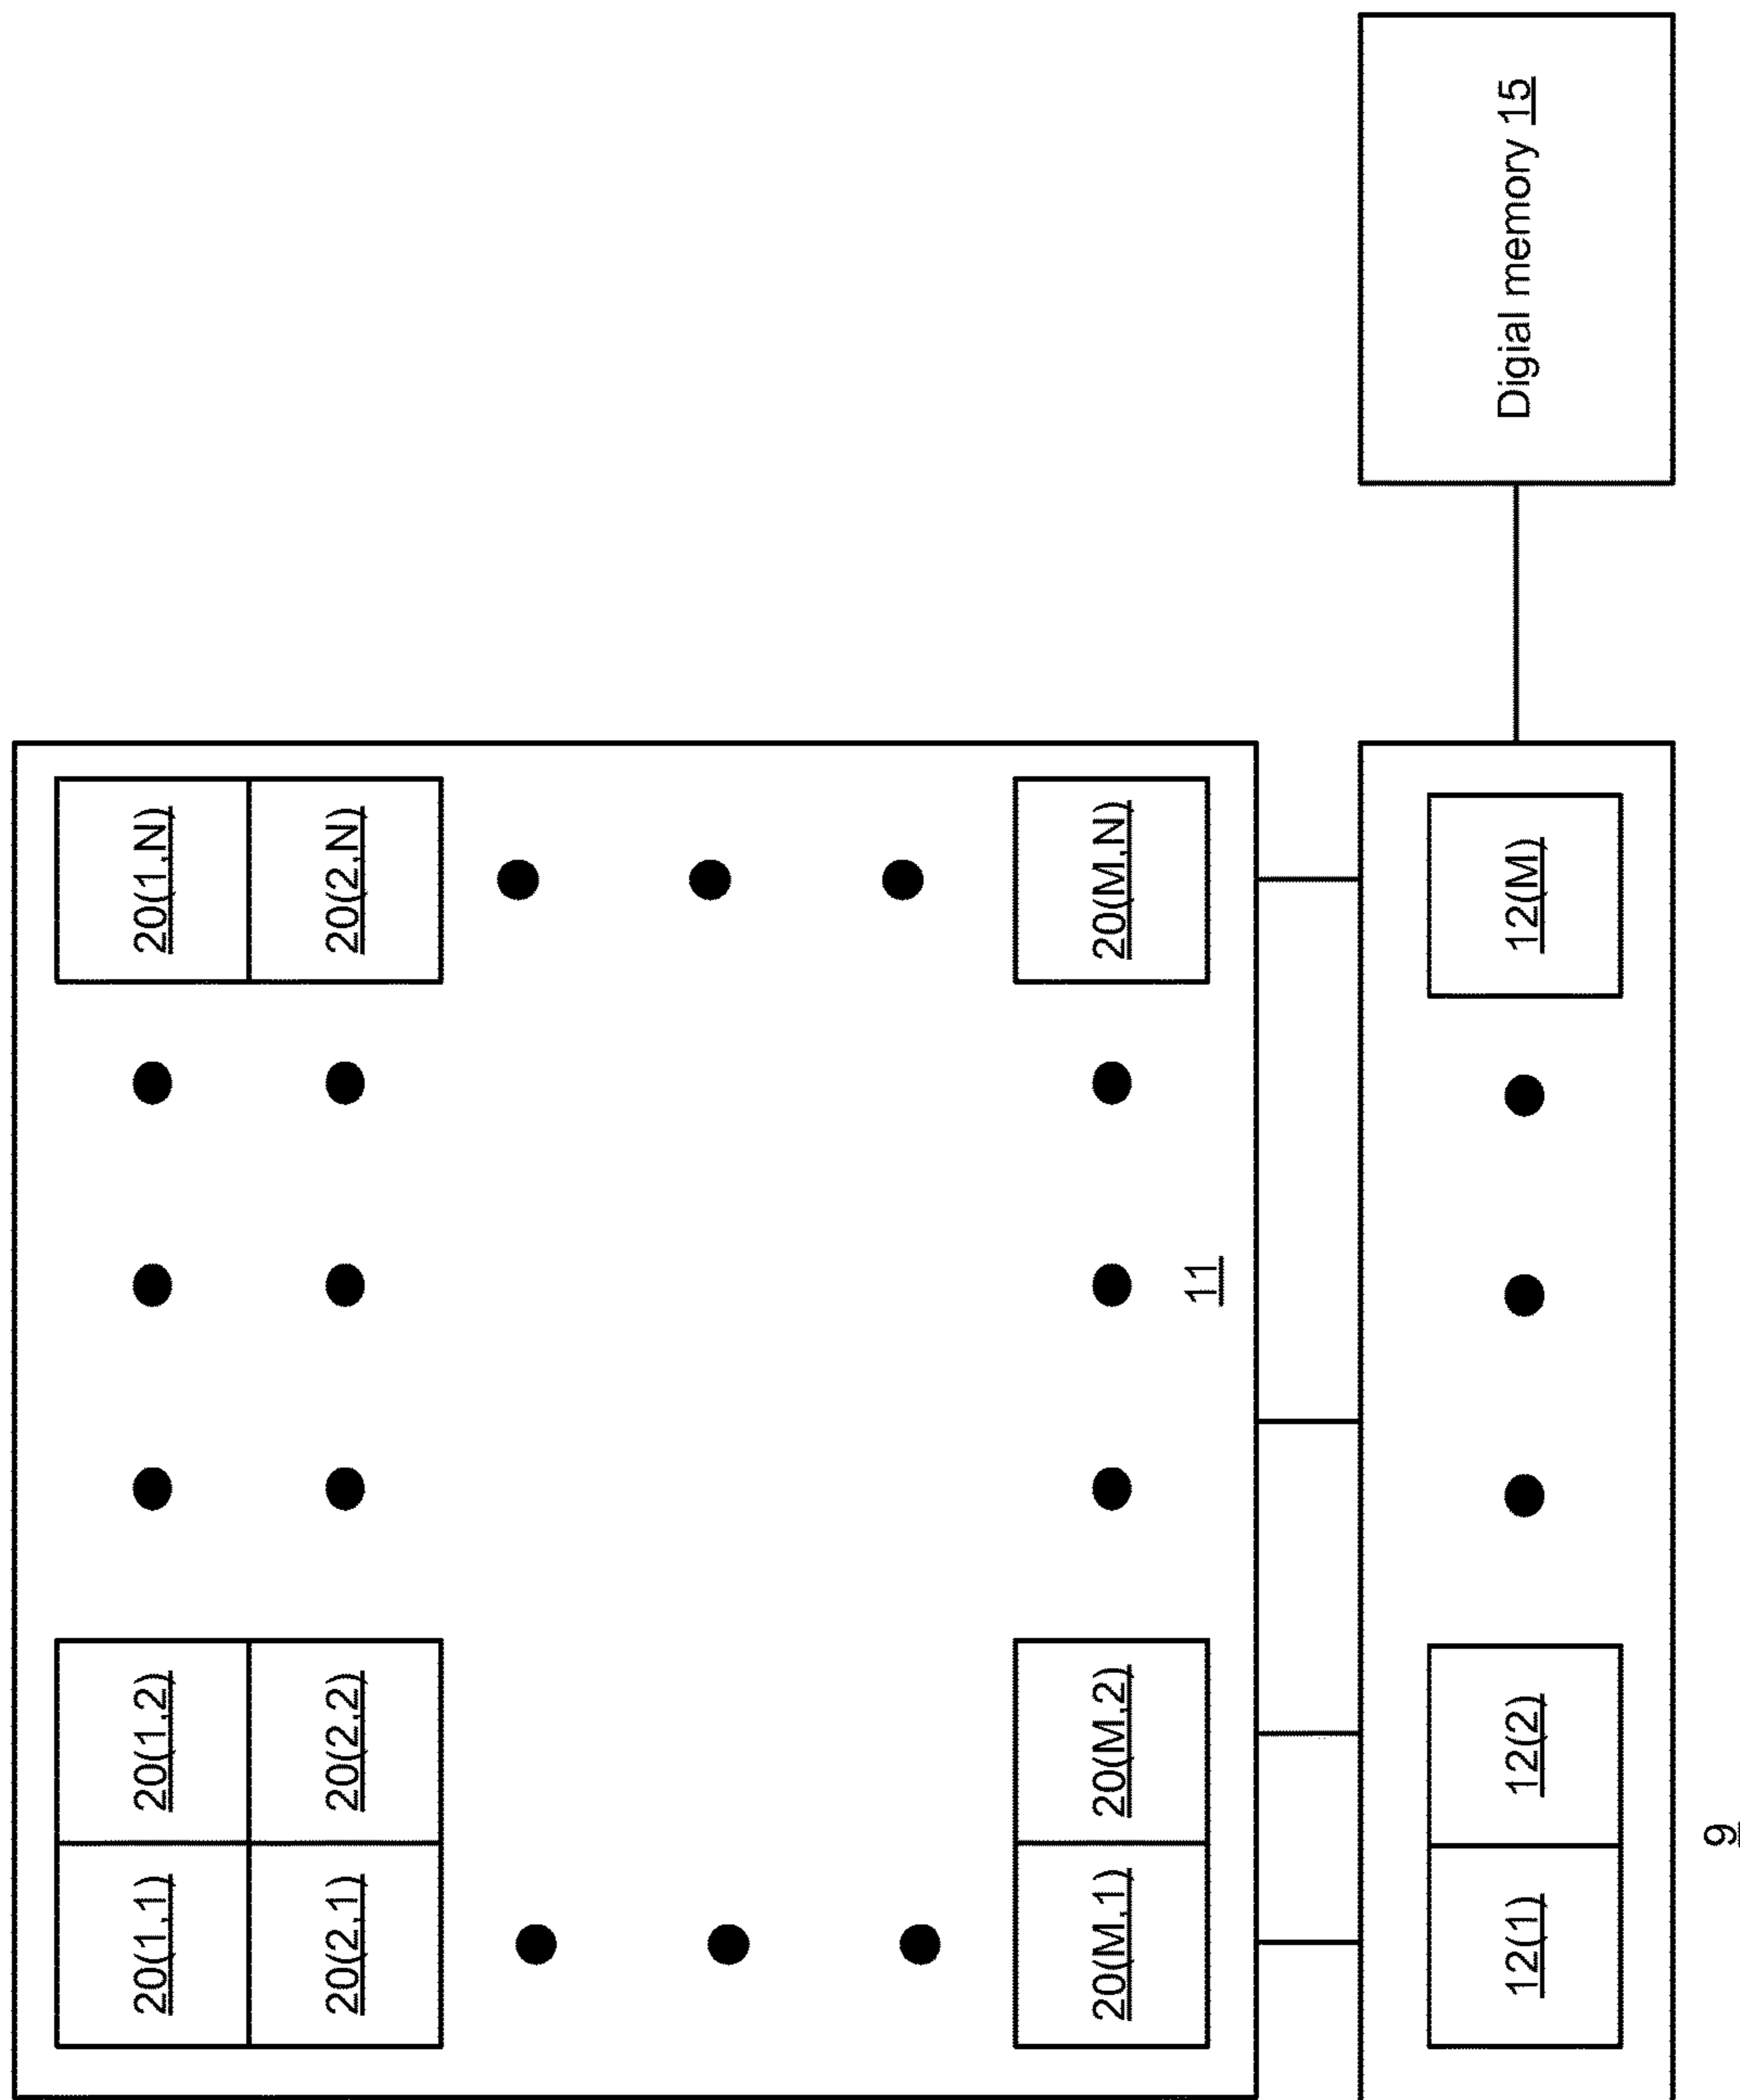 20(1,1) 20(1,2) 20(1,N)
20(2,1) 20(2,2) 20(2,N)
20(M,1) 20(M,2) 20(M,N)
11
12(1) 12(2) 12(M) Digial memory 15
9